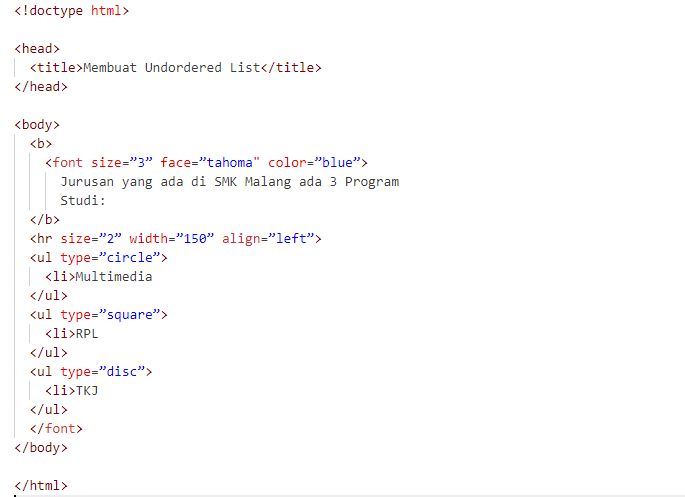 <!doctype html>
<head>
<title>Membuat Undordered List</title>
</head>
<body>
<b>
<font size=”3” face=”tahoma" color=”blue”>
Jurusan yang ada di SMK Malang ada 3 Program
Studi:
</b>
<hr size=”2” width=”150” align=”left”>
<ul type=”circle”>
<li>Multimedia
</ul>
<ul type=”square”>
<li>RPL
</ul>
<ul type=”disc”>
<li>TKJ
</ul>
</font>
</body>
</html>